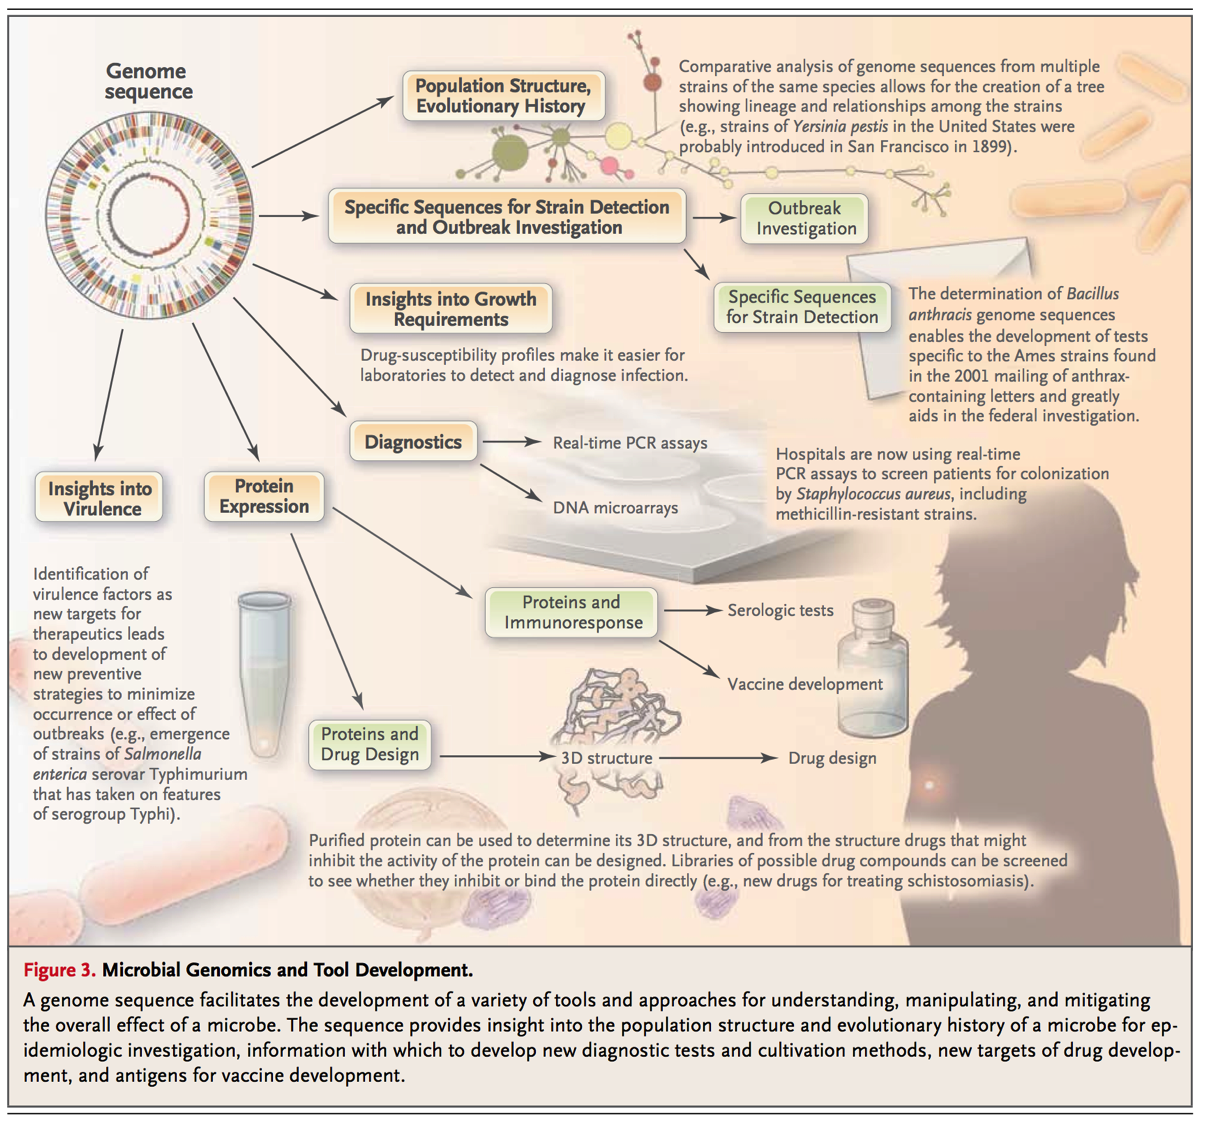 Genome
sequence
Population Structure,
Evolutionary History
Comparative analysis of genome sequences from multiple
strains of the same species allows for the creation of a tree
showing lineage and relationships among the strains
(e.g., strains of Yersinia pestis in the United States were
probably introduced in San Francisco in 1899).
Specific Sequences for Strain Detection
and Outbreak Investigation
Outbreak
Investigation
Specific Sequences
for Strain Detection
The determination of Bacillus
anthracis genome sequences
enables the development of tests
specific to the Ames strains found
in the 2001 mailing of anthrax-
containing letters and greatly
aids in the federal investigation.
Insights into Growth
Requirements
Drug-susceptibility profiles make it easier for
laboratories to detect and diagnose infection.
Diagnostics
Real-time PCR assays
DNA microarrays
Hospitals are now using real-time
PCR assays to screen patients for colonization
by Staphylococcus aureus, including
methicillin-resistant strains.
Insights into
Virulence
Protein
Expression
Identification of
virulence factors as
new targets for
therapeutics leads
to development of
new preventive
strategies to minimize
occurrence or effect of
outbreaks (e.g., emergence
of strains of Salmonella
enterica serovar Typhimurium
that has taken on features
of serogroup Typhi).
Proteins and
Immunoresponse
Serologic tests
Vaccine development
Proteins and
Drug Design
3D structure
Drug design
Purified protein can be used to determine its 3D structure, and from the structure drugs that might
inhibit the activity of the protein can be designed. Libraries of possible drug compounds can be screened
to see whether they inhibit or bind the protein directly (e.g., new drugs for treating schistosomiasis).
Figure 3. Microbial Genomics and Tool Development.
A genome sequence facilitates the development of a variety of tools and approaches for understanding, manipulating, and mitigating
the overall effect of a microbe. The sequence provides insight into the population structure and evolutionary history of a microbe for ep-
idemiologic investigation, information with which to develop new diagnostic tests and cultivation methods, new targets of drug develop-
ment, and antigens for vaccine development.